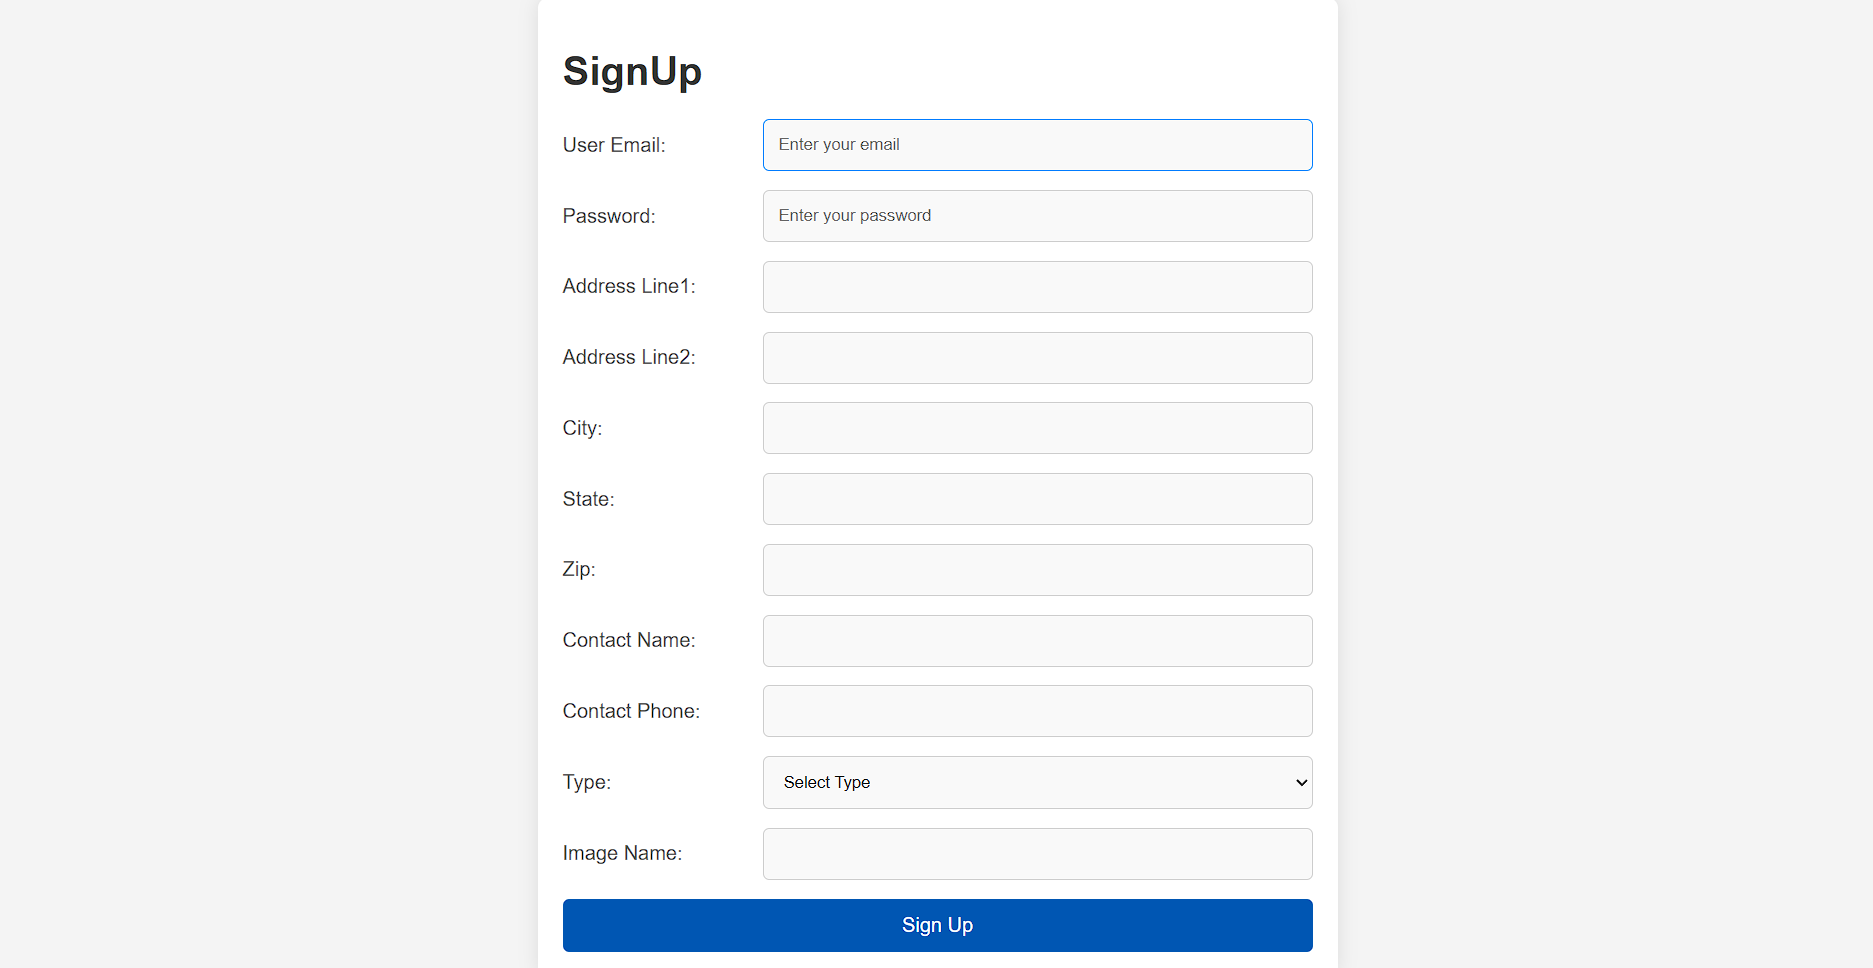 SignUp
User Email: Enter your email
Password: Enter your password
Address Line1:
Address Line2:
City:
State:
Zip:
Contact Name:
Contact Phone:
Type: Select Type
Image Name:
Sign Up